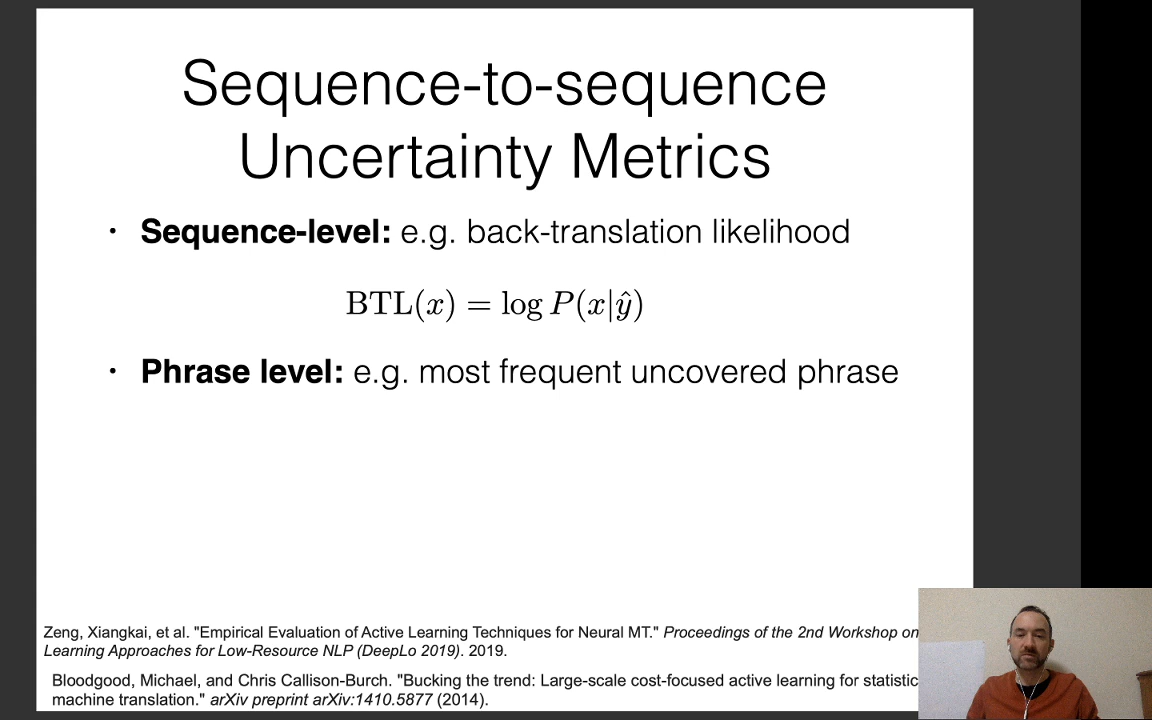 Sequence-to-sequence
Uncertainty Metrics
• Sequence-level: e.g. back-translation likelihood
BTL(x) = log P(x|ŷ)
• Phrase level: e.g. most frequent uncovered phrase
Zeng, Xiangkai, et al. "Empirical Evaluation of Active Learning Techniques for Neural MT." Proceedings of the 2nd Workshop on
Learning Approaches for Low-Resource NLP (DeepLo 2019). 2019.
Bloodgood, Michael, and Chris Callison-Burch. "Bucking the trend: Large-scale cost-focused active learning for statistic
machine translation." arXiv preprint arXiv:1410.5877 (2014).